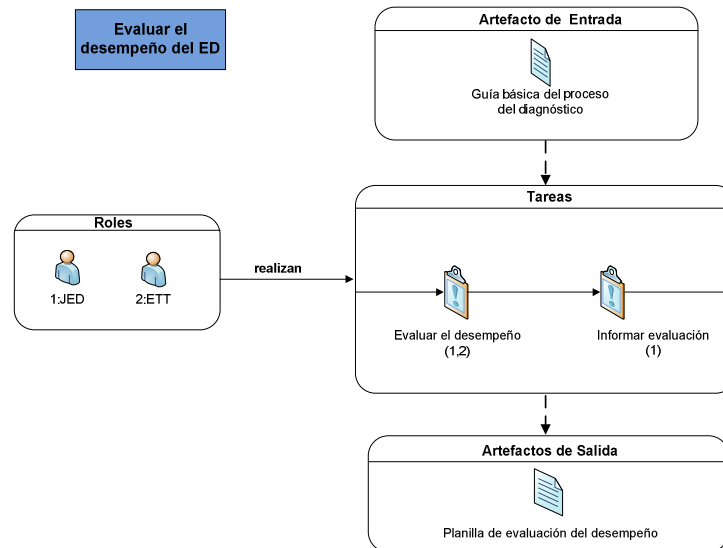 Evaluar el
desempeño del ED
Artefacto de Entrada
Guía básica del proceso
del diagnóstico
Roles
1:JED
2:ETT
realizan
Tareas
Evaluar el desempeño
(1,2)
Informar evaluación
(1)
Artefactos de Salida
Planilla de evaluación del desempeño